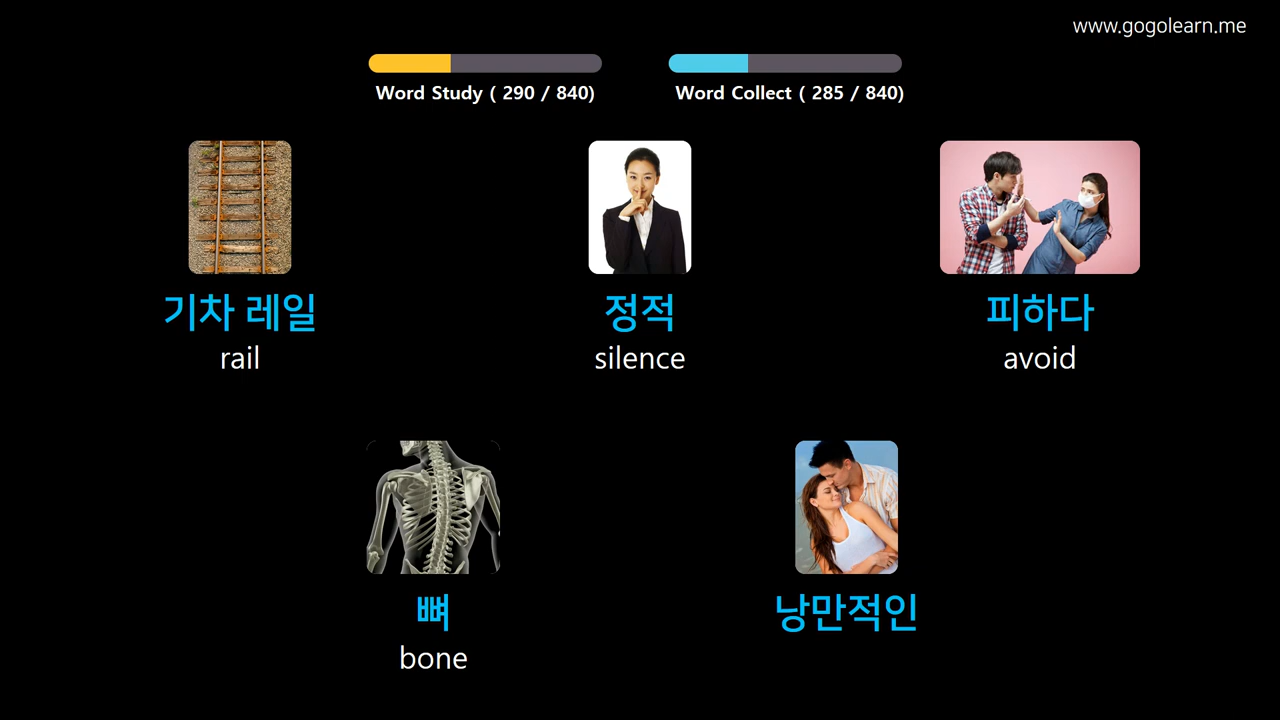 www.gogolearn.me
Word Study ( 290 / 840)
Word Collect ( 285 / 840)
기차 레일
rail
정적
silence
피하다
avoid
뼈
bone
낭만적인